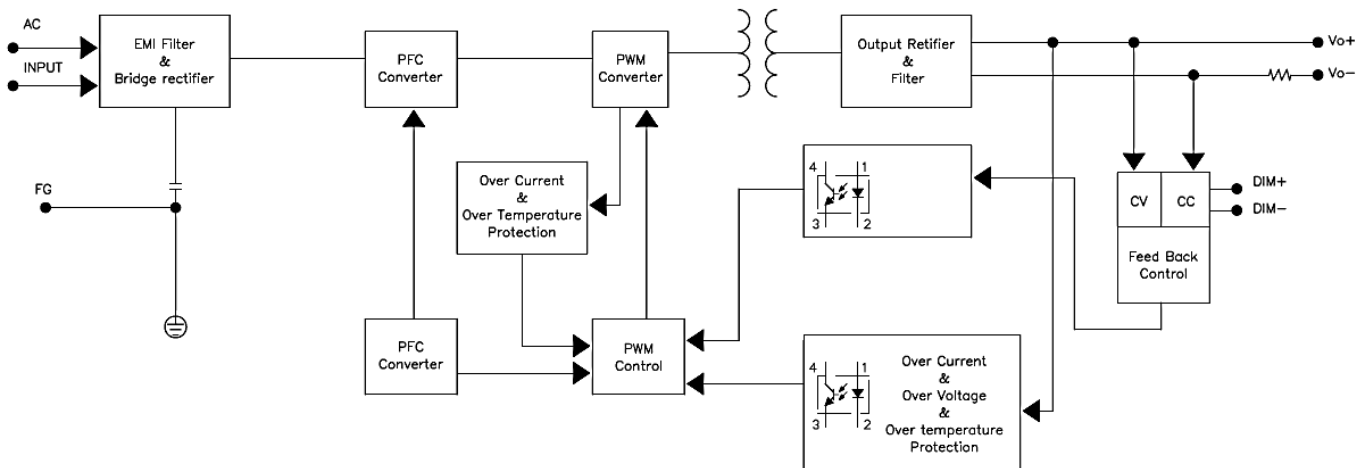 AC
INPUT
EMI Filter
&
Bridge rectifier
PFC
Converter
PWM
Converter
Output Retifier
&
Filter
Vo+
Vo-
FG
Over Current
&
Over Temperature
Protection
4 1
3 2
CV CC
DIM+
DIM-
Feed Back
Control
PFC
Converter
PWM
Control
4 1
3 2
Over Current
&
Over Voltage
&
Over temperature
Protection